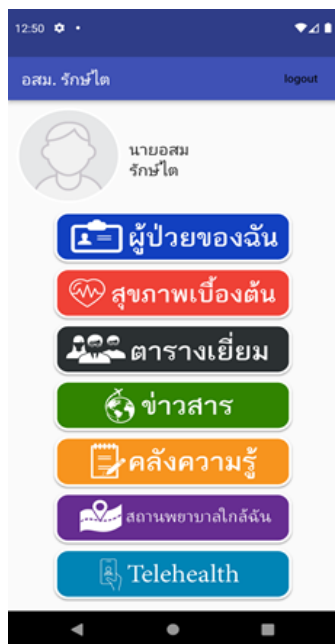 12:50
อสม. รักษ์ไต
logout
นายอสม
รักษ์ไต
ผู้ป่วยของฉัน
สุขภาพเบื้องต้น
ตารางเยี่ยม
ข่าวสาร
คลังความรู้
สถานพยาบาลใกล้ฉัน
Telehealth